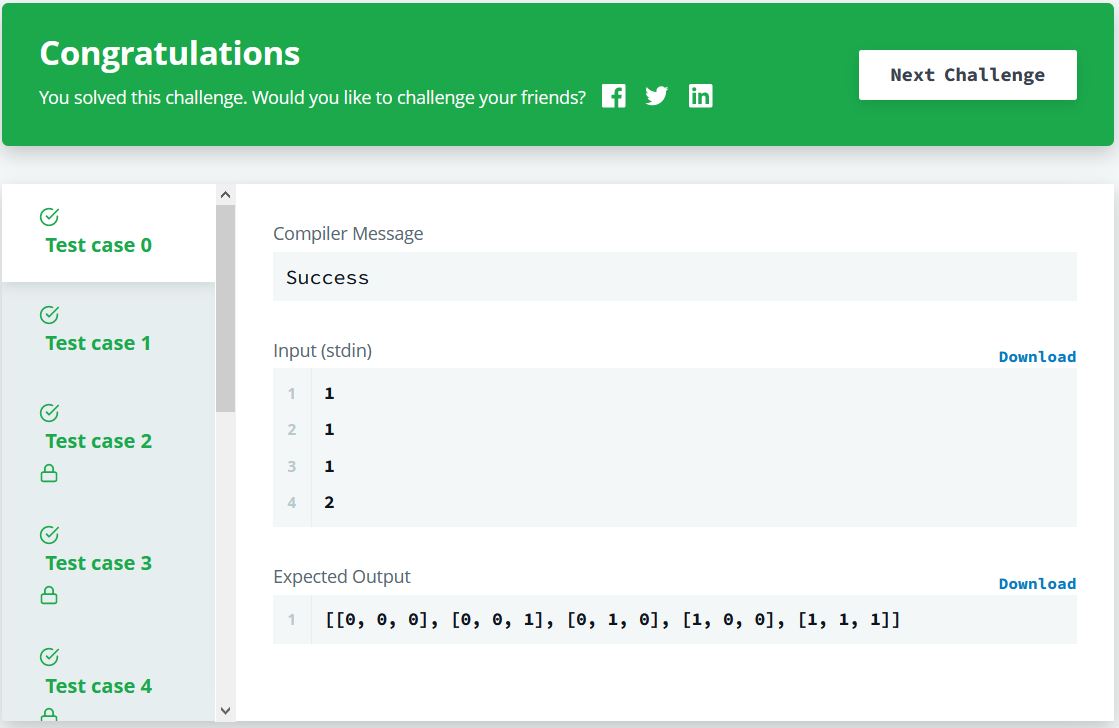 Congratulations
You solved this challenge. Would you like to challenge your friends?
Next Challenge
Test case 0
Test case 1
Test case 2
Test case 3
Test case 4
Compiler Message
Success
Input (stdin)
Download
1 1
2 1
3 1
4 2
Expected Output
Download
1 [[0, 0, 0], [0, 0, 1], [0, 1, 0], [1, 0, 0], [1, 1, 1]]